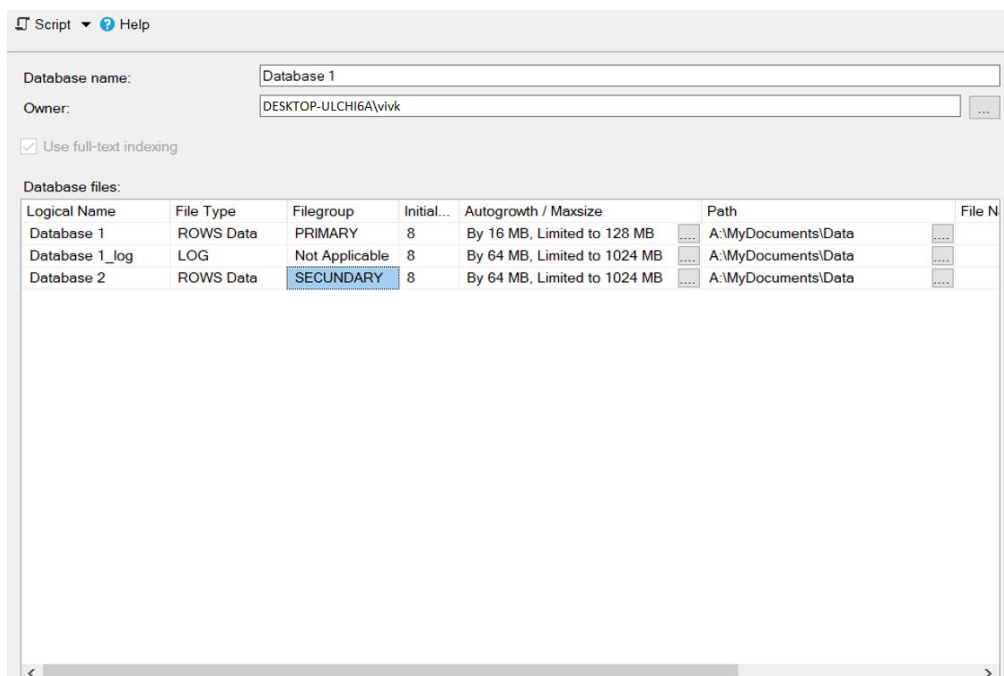 Script Help
Database name: Database 1
Owner: DESKTOP-ULCHI6A\vivk ...
Use full-text indexing
Database files:
Logical Name File Type Filegroup Initial... Autogrowth / Maxsize Path File N
Database 1 ROWS Data PRIMARY 8 By 16 MB, Limited to 128 MB .... A:\MyDocuments\Data ....
Database 1_log LOG Not Applicable 8 By 64 MB, Limited to 1024 MB .... A:\MyDocuments\Data ....
Database 2 ROWS Data SECUNDARY 8 By 64 MB, Limited to 1024 MB .... A:\MyDocuments\Data ....